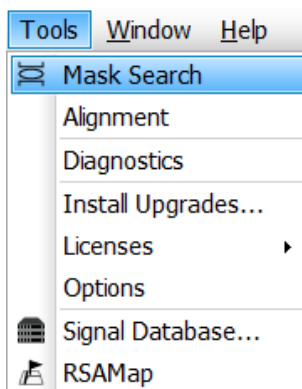 Tools Window Help
Mask Search
Alignment
Diagnostics
Install Upgrades...
Licenses
Options
Signal Database...
RSAMap